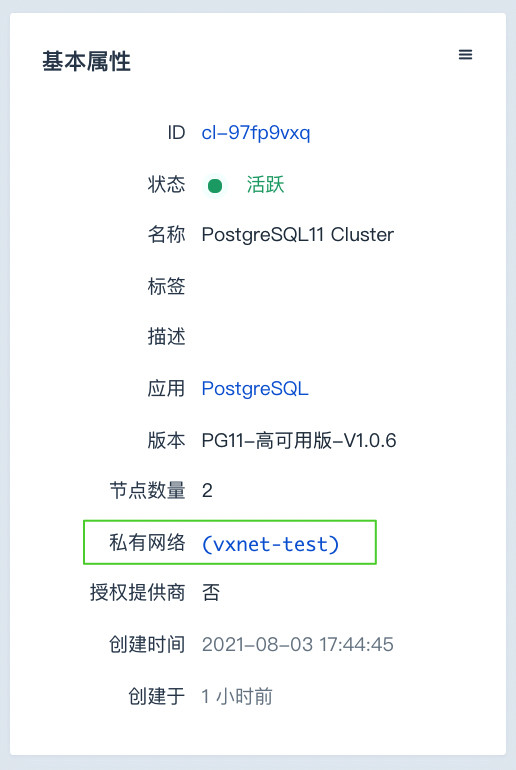 基本属性
ID cl-97fp9vxq
状态 活跃
名称 PostgreSQL11 Cluster
标签
描述
应用 PostgreSQL
版本 PG11-高可用版-V1.0.6
节点数量 2
私有网络 (vxnet-test)
授权提供商 否
创建时间 2021-08-03 17:44:45
创建于 1 小时前